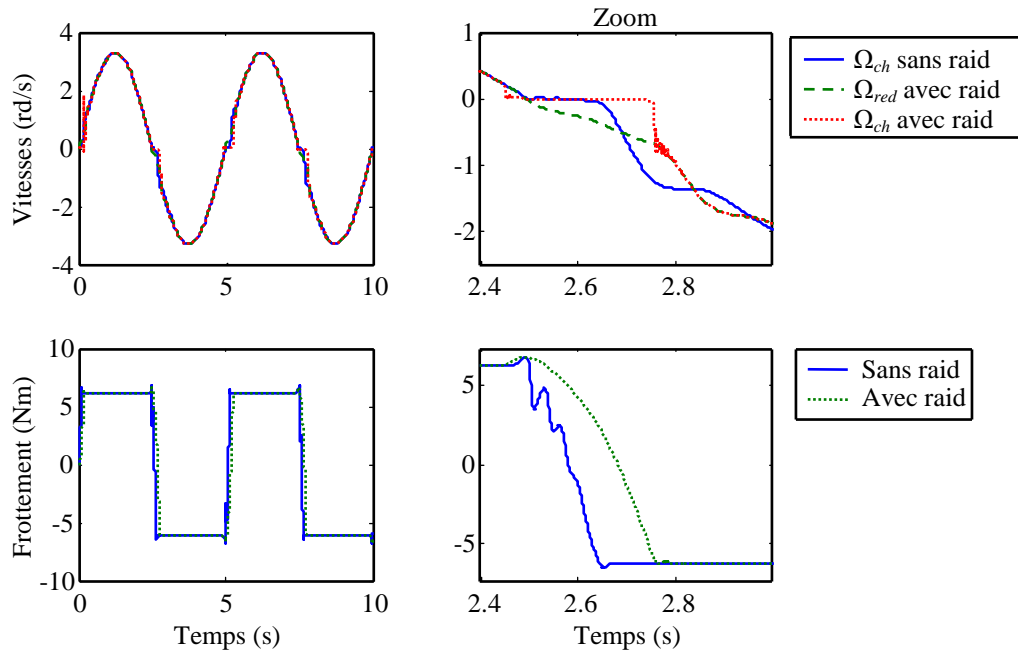 Zoom
4
2
0
-2
-4
Vitesses (rd/s)
0
5
10
1
0
-1
-2
2.4
2.6
2.8
Ω_ch sans raid
Ω_red avec raid
Ω_ch avec raid
10
5
0
-5
-10
Frottement (Nm)
0
5
10
Temps (s)
5
0
-5
2.4
2.6
2.8
Temps (s)
Sans raid
Avec raid